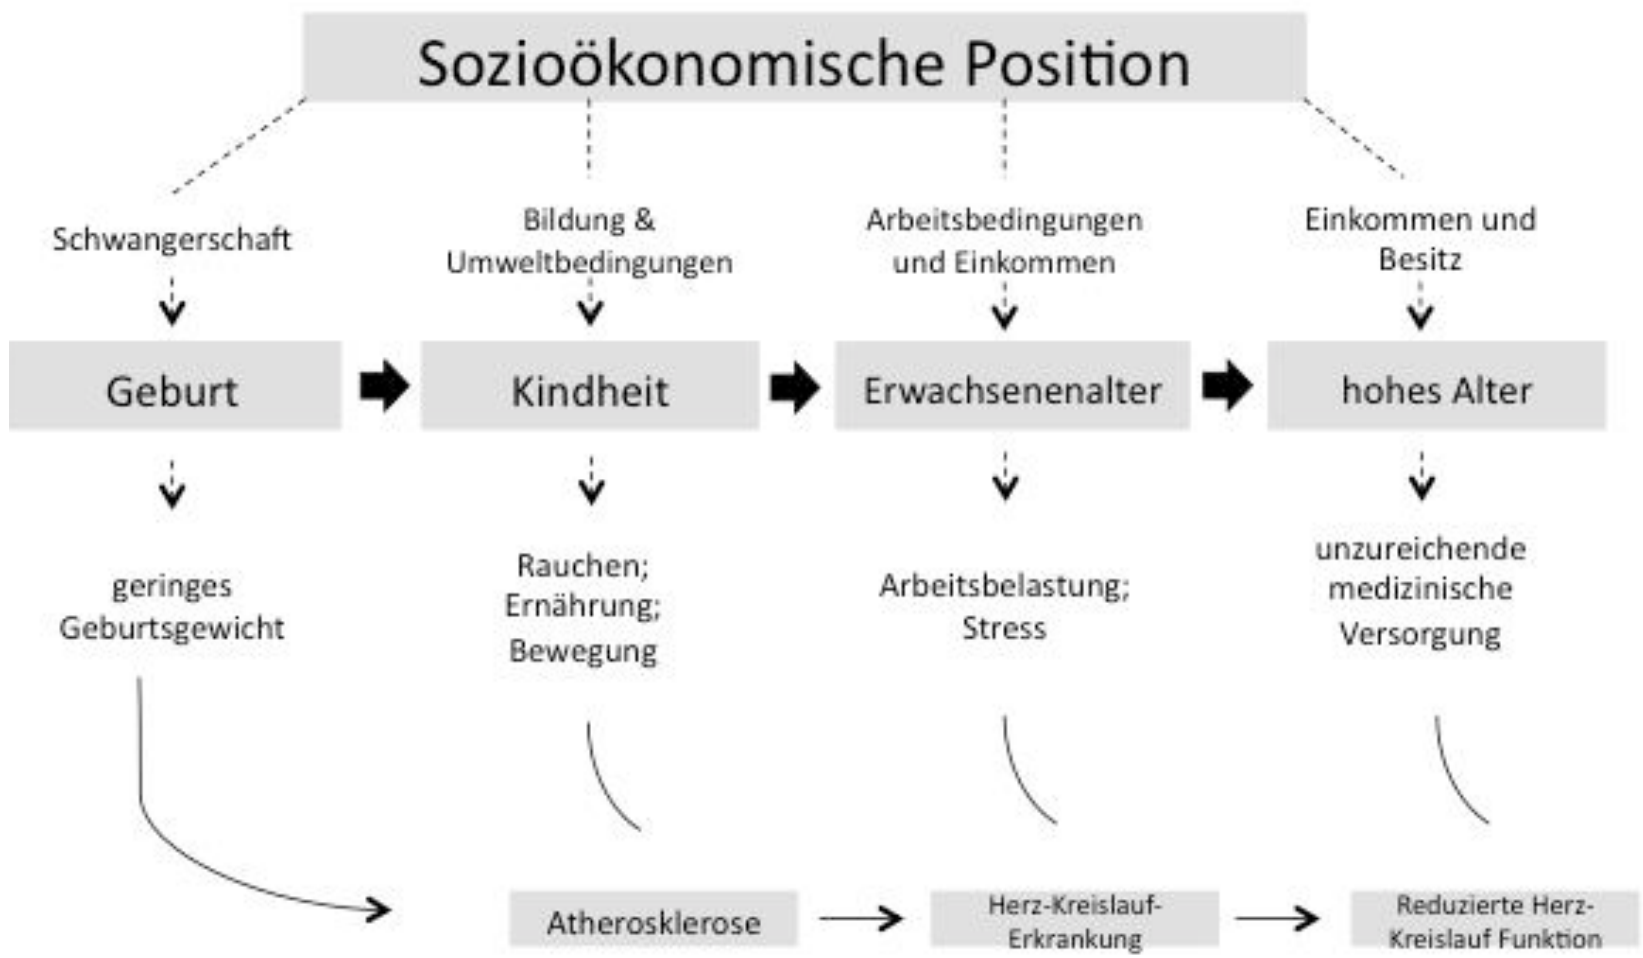 Sozioökonomische Position
Schwangerschaft
Bildung &
Umweltbedingungen
Arbeitsbedingungen
und Einkommen
Einkommen und
Besitz
Geburt
Kindheit
Erwachsenenalter
hohes Alter
geringes
Geburtsgewicht
Rauchen;
Ernährung;
Bewegung
Arbeitsbelastung;
Stress
unzureichende
medizinische
Versorgung
Atherosklerose
Herz-Kreislauf-
Erkrankung
Reduzierte Herz-
Kreislauf Funktion